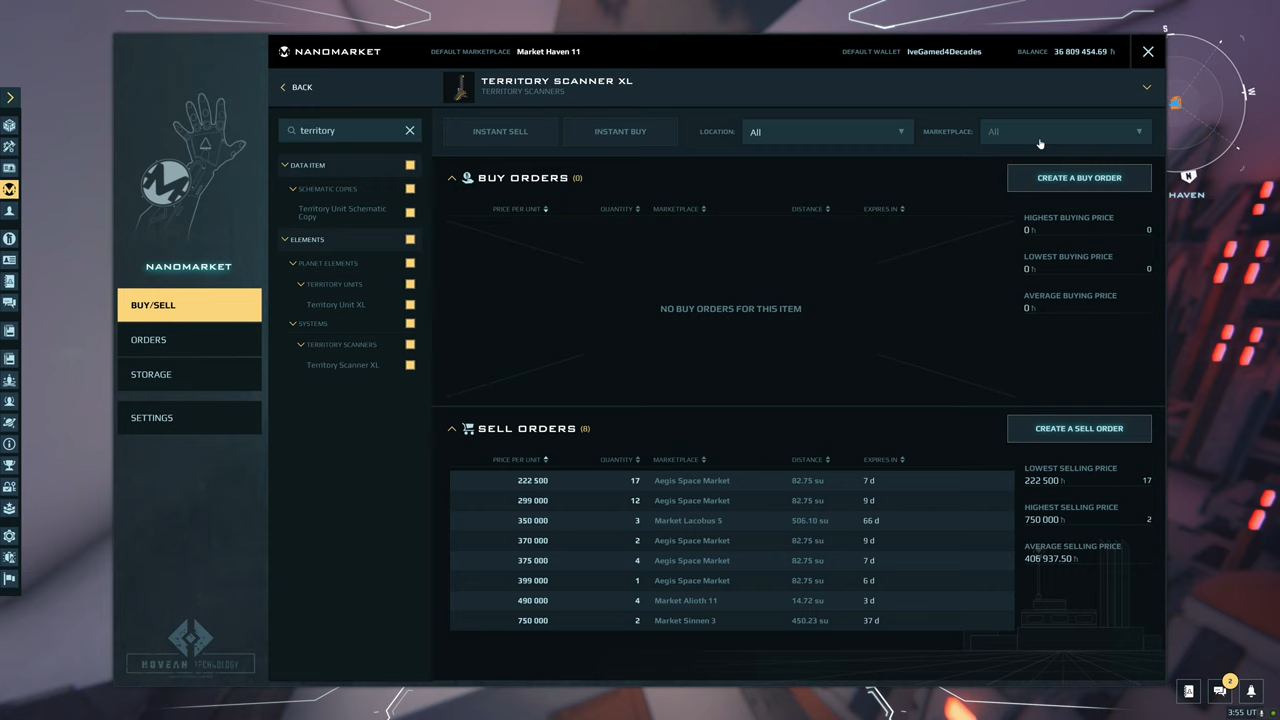 NANOMARKET
DEFAULT MARKETPLACE Market Haven 11
DEFAULT WALLET IveGamed4Decades
BALANCE 36 809 454.69 ħ
BACK
TERRITORY SCANNER XL
TERRITORY SCANNERS
territory
INSTANT SELL
INSTANT BUY
LOCATION: All
MARKETPLACE: All
DATA ITEM
SCHEMATIC COPIES
Territory Unit Schematic
Copy
ELEMENTS
PLANET ELEMENTS
TERRITORY UNITS
Territory Unit XL
SYSTEMS
TERRITORY SCANNERS
Territory Scanner XL
NANOMARKET
BUY/SELL
ORDERS
STORAGE
SETTINGS
NOVEAN TECHNOLOGY
BUY ORDERS (0)
CREATE A BUY ORDER
PRICE PER UNIT QUANTITY MARKETPLACE DISTANCE EXPIRES IN
NO BUY ORDERS FOR THIS ITEM
HIGHEST BUYING PRICE
0 ħ 0
LOWEST BUYING PRICE
0 ħ 0
AVERAGE BUYING PRICE
0 ħ
SELL ORDERS (8)
CREATE A SELL ORDER
PRICE PER UNIT QUANTITY MARKETPLACE DISTANCE EXPIRES IN
222 500 17 Aegis Space Market 82.75 su 7 d
299 000 12 Aegis Space Market 82.75 su 9 d
350 000 3 Market Lacobus 5 506.10 su 66 d
370 000 2 Aegis Space Market 82.75 su 9 d
375 000 4 Aegis Space Market 82.75 su 7 d
399 000 1 Aegis Space Market 82.75 su 6 d
490 000 4 Market Alioth 11 14.72 su 3 d
750 000 2 Market Sinnen 3 450.23 su 37 d
LOWEST SELLING PRICE
222 500 ħ 17
HIGHEST SELLING PRICE
750 000 ħ 2
AVERAGE SELLING PRICE
406 937.50 ħ
S
W
N
HAVEN
2
3:55 UT